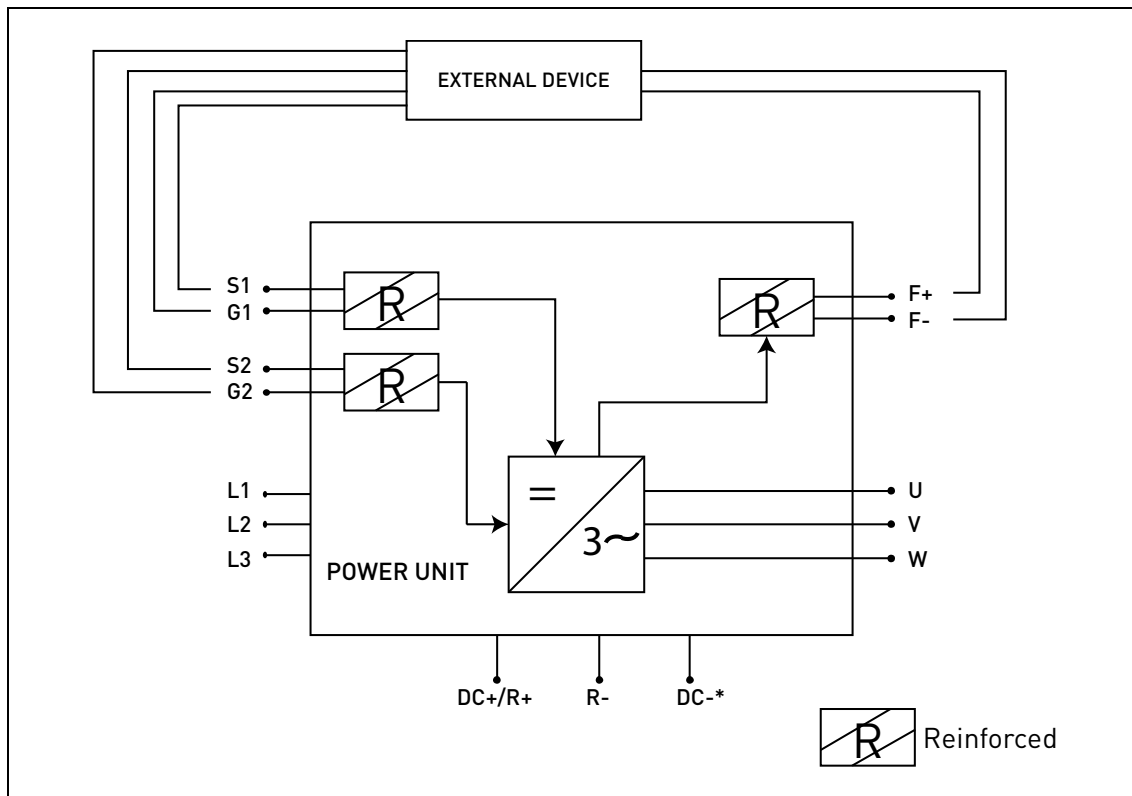 EXTERNAL DEVICE
S1
G1
S2
G2
R
R
R
F+
F-
L1
L2
L3
=
3~
U
V
W
POWER UNIT
DC+/R+
R-
DC-*
R
Reinforced